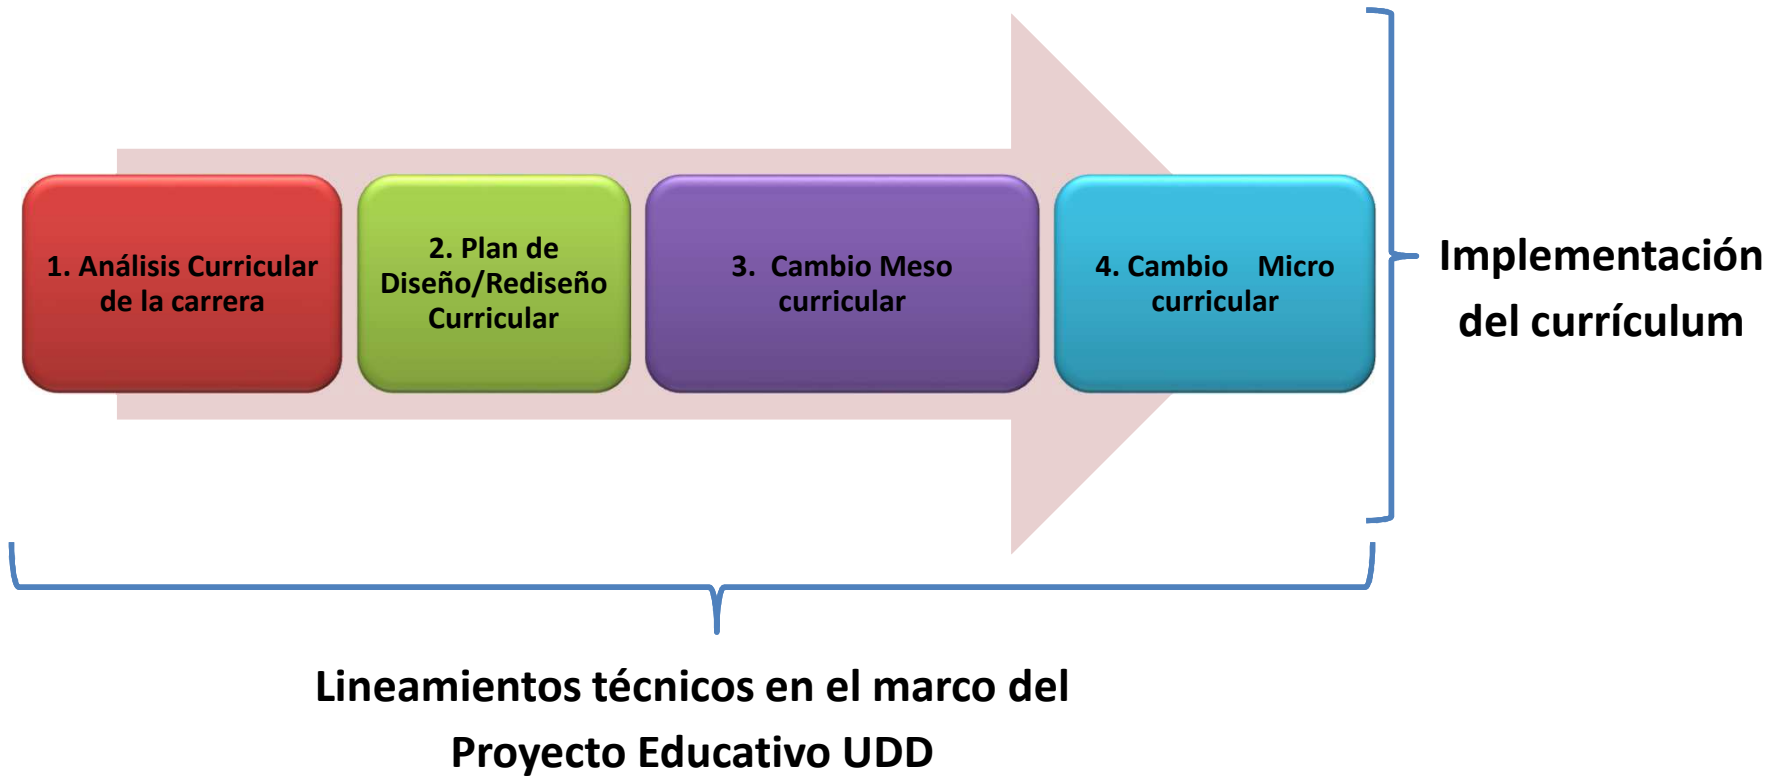 1. Análisis Curricular
de la carrera
2. Plan de
Diseño/Rediseño
Curricular
3. Cambio Meso
curricular
4. Cambio Micro
curricular
Implementación
del currículum
Lineamientos técnicos en el marco del
Proyecto Educativo UDD